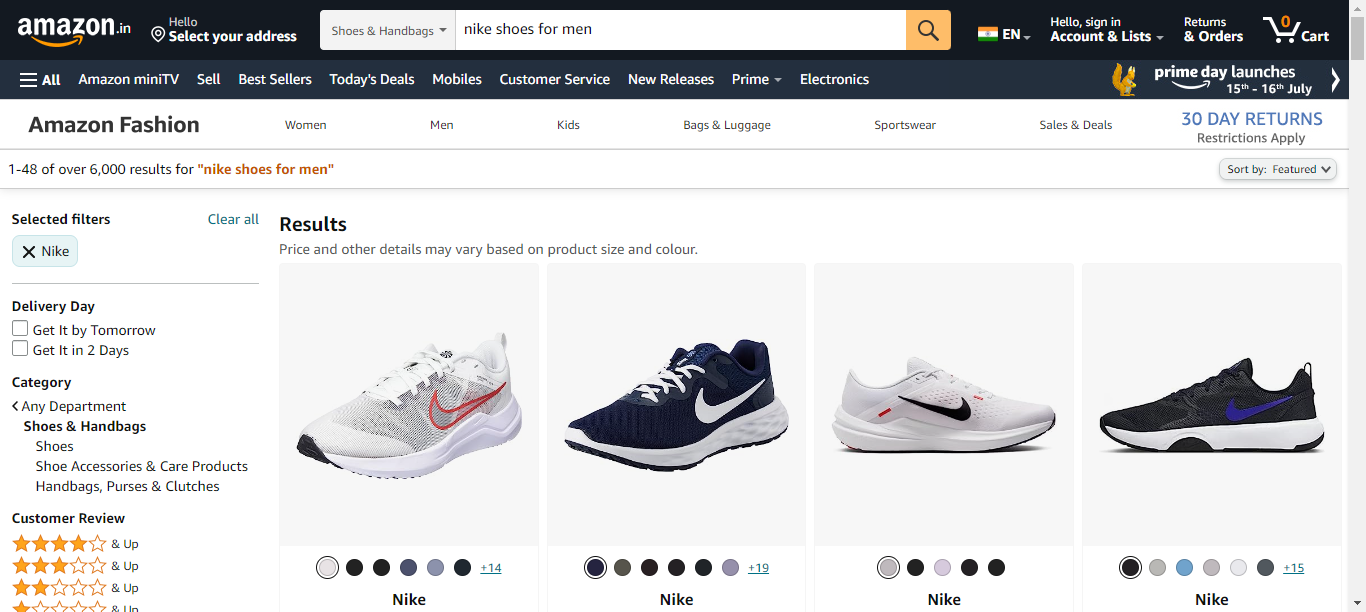 amazon.in
Hello
Select your address
Shoes & Handbags
nike shoes for men
EN
Hello, sign in
Account & Lists
Returns
& Orders
0
Cart
All
Amazon miniTV
Sell
Best Sellers
Today's Deals
Mobiles
Customer Service
New Releases
Prime
Electronics
prime day launches
15th - 16th July
Amazon Fashion
Women
Men
Kids
Bags & Luggage
Sportswear
Sales & Deals
30 DAY RETURNS
Restrictions Apply
1-48 of over 6,000 results for "nike shoes for men"
Sort by: Featured
Selected filters
Clear all
Nike
Delivery Day
Get It by Tomorrow
Get It in 2 Days
Category
Any Department
Shoes & Handbags
Shoes
Shoe Accessories & Care Products
Handbags, Purses & Clutches
Customer Review
& Up
& Up
& Up
& Up
Results
Price and other details may vary based on product size and colour.
+14
+19
+15
Nike
Nike
Nike
Nike